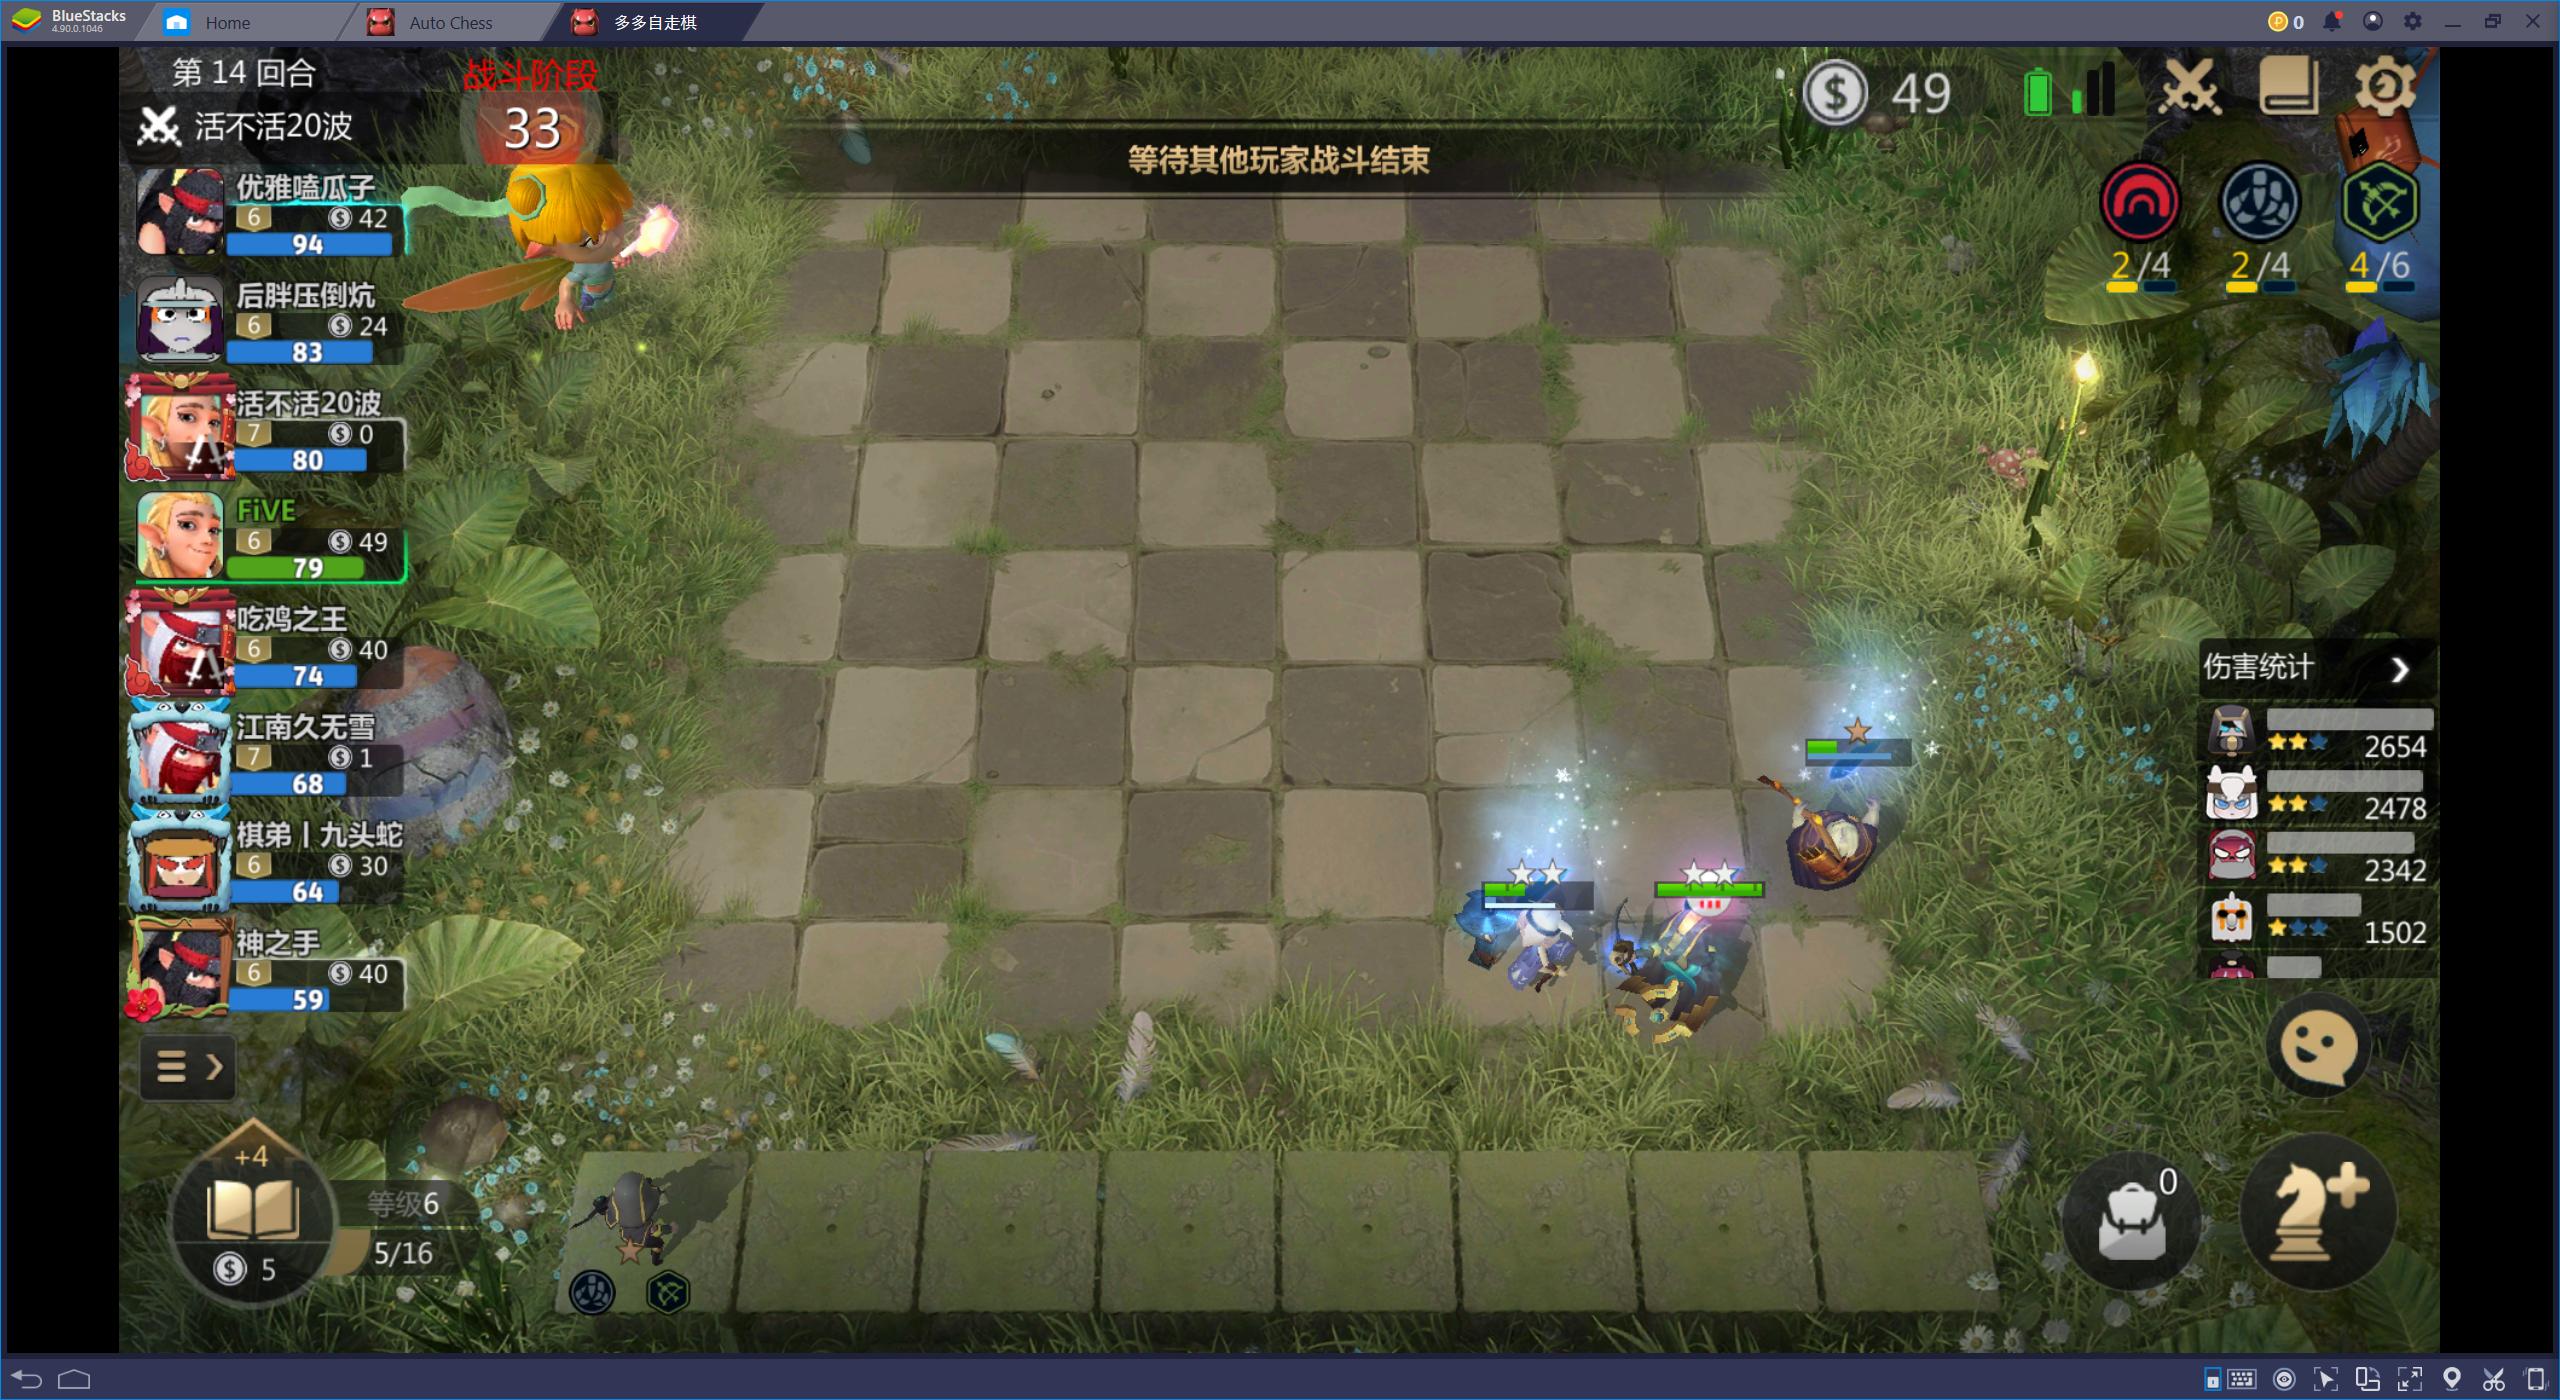 BlueStacks
4.90.0.1046
Home
Auto Chess
多多自走棋
0
第 14 回合
战斗阶段
活不活20波
33
49
等待其他玩家战斗结束
2/4
2/4
4/6
优雅嗑瓜子
6 42
94
后胖压倒炕
6 24
83
活不活20波
7 0
80
FiVE
6 49
79
吃鸡之王
6 40
74
江南久无雪
7 1
68
棋弟丨九头蛇
6 30
64
神之手
6 40
59
伤害统计
2654
2478
2342
1502
+4
5
等级6
5/16
0